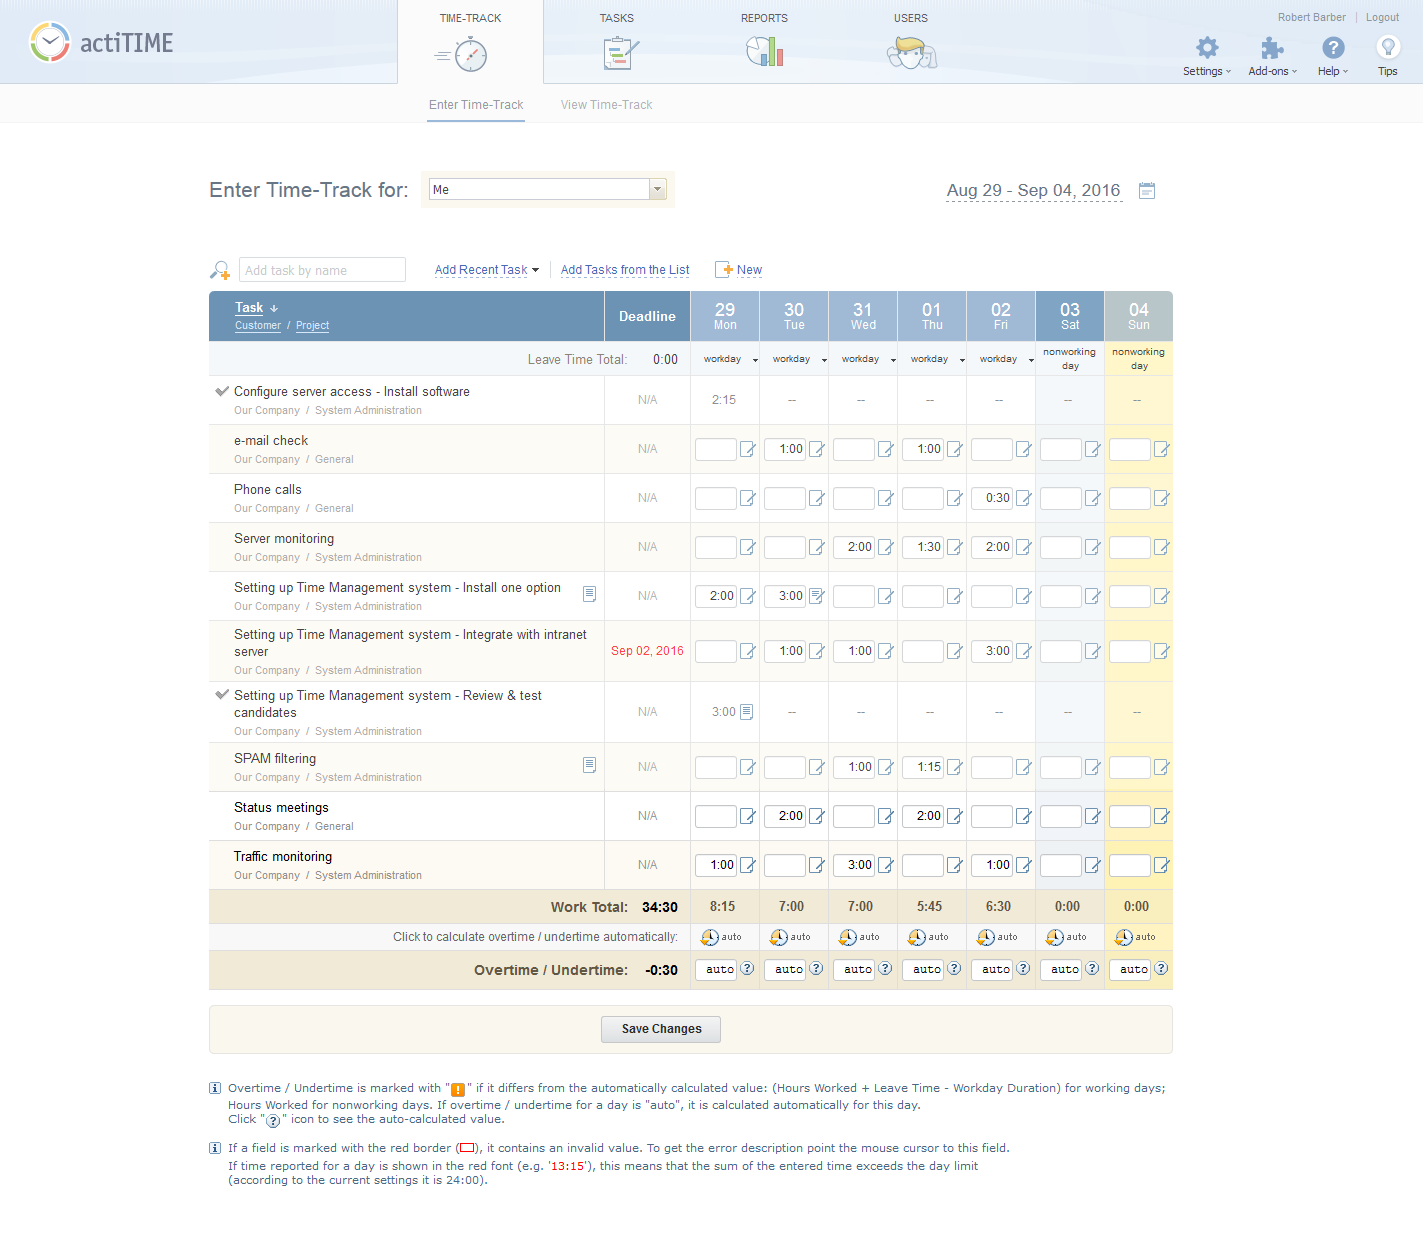 TIME-TRACK TASKS REPORTS USERS Robert Barber | Logout
actiTIME
Settings Add-ons Help Tips
Enter Time-Track View Time-Track
Enter Time-Track for: Me Aug 29 - Sep 04, 2016
Add task by name Add Recent Task Add Tasks from the List New
Task Deadline 29 30 31 01 02 03 04
Customer / Project Mon Tue Wed Thu Fri Sat Sun
Leave Time Total: 0:00 workday workday workday workday workday nonworking day nonworking day
Configure server access - Install software N/A 2:15 -- -- -- -- -- --
Our Company / System Administration
e-mail check N/A 1:00 1:00
Our Company / General
Phone calls N/A 0:30
Our Company / General
Server monitoring N/A 2:00 1:30 2:00
Our Company / System Administration
Setting up Time Management system - Install one option N/A 2:00 3:00
Our Company / System Administration
Setting up Time Management system - Integrate with intranet
server Sep 02, 2016 1:00 1:00 3:00
Our Company / System Administration
Setting up Time Management system - Review & test
candidates N/A 3:00 -- -- -- -- -- --
Our Company / System Administration
SPAM filtering N/A 1:00 1:15
Our Company / System Administration
Status meetings N/A 2:00 2:00
Our Company / General
Traffic monitoring N/A 1:00 3:00 1:00
Our Company / System Administration
Work Total: 34:30 8:15 7:00 7:00 5:45 6:30 0:00 0:00
Click to calculate overtime / undertime automatically: auto auto auto auto auto auto auto
Overtime / Undertime: -0:30 auto ? auto ? auto ? auto ? auto ? auto ? auto ?
Save Changes
Overtime / Undertime is marked with "!" if it differs from the automatically calculated value: (Hours Worked + Leave Time - Workday Duration) for working days;
Hours Worked for nonworking days. If overtime / undertime for a day is "auto", it is calculated automatically for this day.
Click "?" icon to see the auto-calculated value.
If a field is marked with the red border (), it contains an invalid value. To get the error description point the mouse cursor to this field.
If time reported for a day is shown in the red font (e.g. '13:15'), this means that the sum of the entered time exceeds the day limit
(according to the current settings it is 24:00).